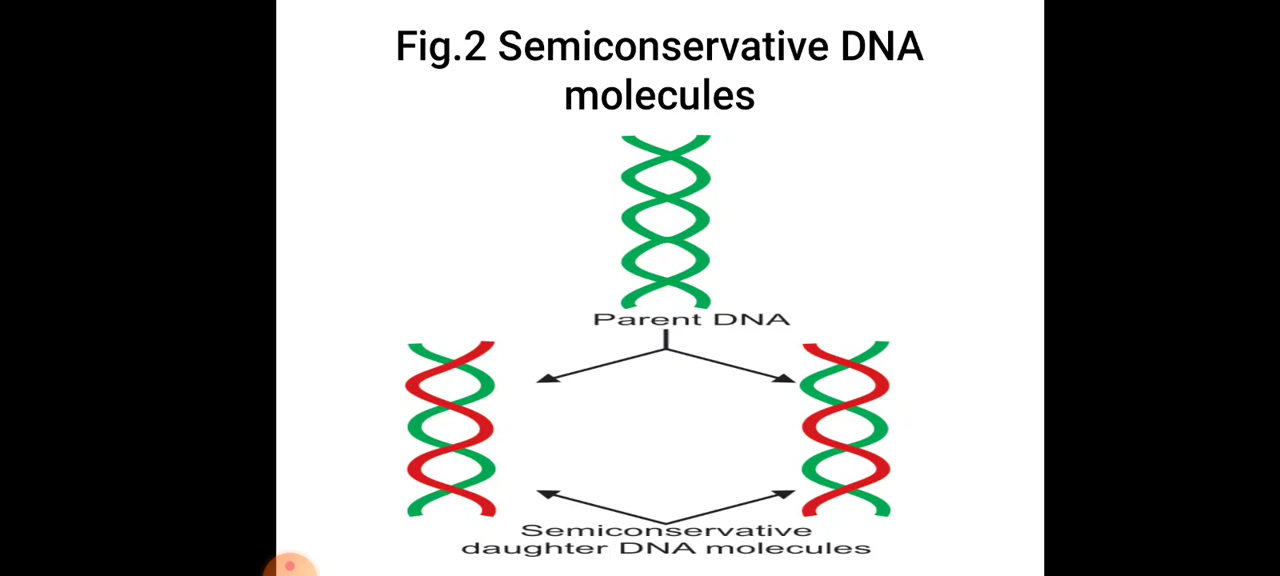 Fig.2 Semiconservative DNA
molecules
Parent DNA
Semiconservative
daughter DNA molecules